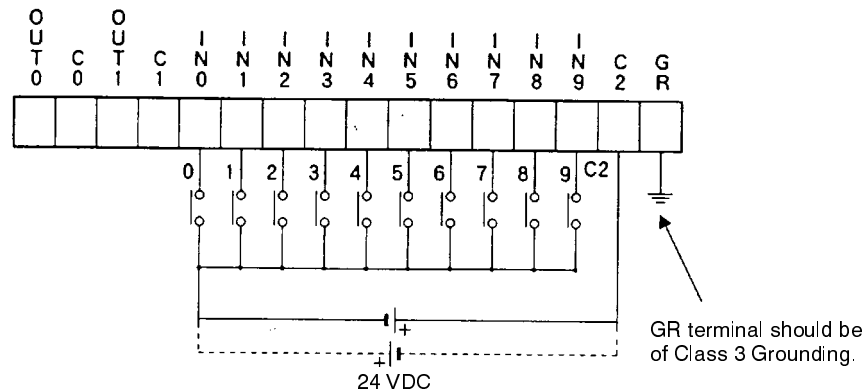 OUT0 C0 OUT1 C1 IN0 IN1 IN2 IN3 IN4 IN5 IN6 IN7 IN8 IN9 C2 GR
0 1 2 3 4 5 6 7 8 9 C2
+
+
24 VDC
GR terminal should be
of Class 3 Grounding.